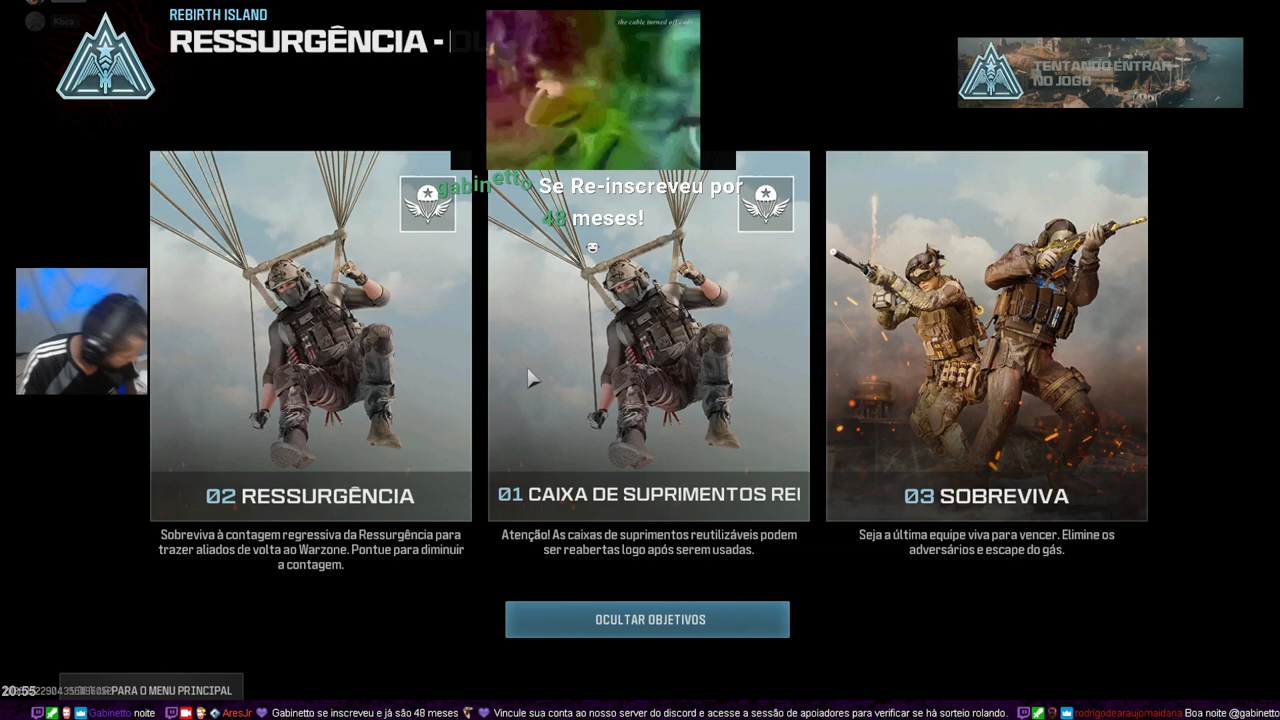 Khea
REBIRTH ISLAND
RESSURGÊNCIA -
the cable turned off
TENTANDO ENTRAR
NO JOGO
gabinetto Se Re-inscreveu por
48 meses!
02 RESSURGÊNCIA
Sobreviva à contagem regressiva da Ressurgência para
trazer aliados de volta ao Warzone. Pontue para diminuir
a contagem.
01 CAIXA DE SUPRIMENTOS REU
Atenção! As caixas de suprimentos reutilizáveis podem
ser reabertas logo após serem usadas.
03 SOBREVIVA
Seja a última equipe viva para vencer. Elimine os
adversários e escape do gás.
OCULTAR OBJETIVOS
20:55 PARA O MENU PRINCIPAL
Gabinetto noite AresJr Gabinetto se inscreveu e já são 48 meses Vincule sua conta ao nosso server do discord e acesse a sessão de apoiadores para verificar se há sorteio rolando. rodrigodearaujomaidana Boa noite @gabinetto